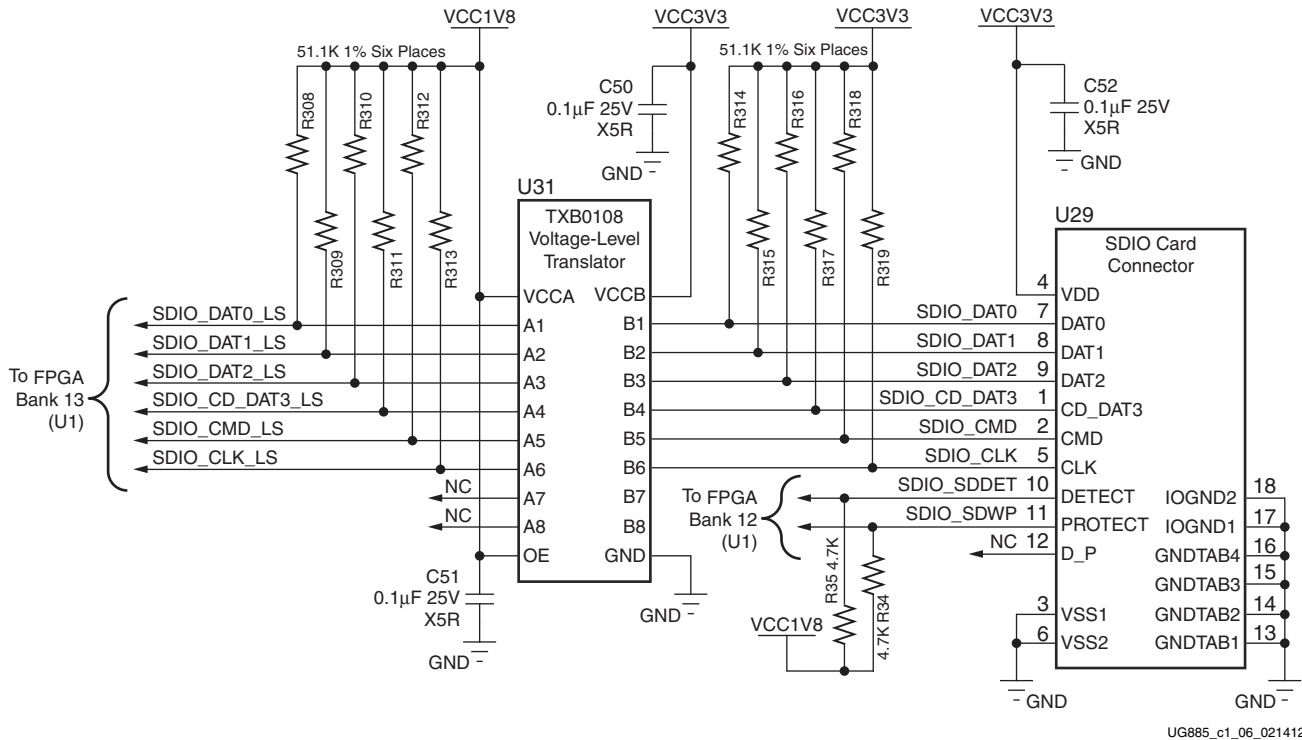 VCC1V8
VCC3V3
VCC3V3
VCC3V3
51.1K 1% Six Places
51.1K 1% Six Places
R308
R310
R312
R309
R311
R313
C50
0.1µF 25V
X5R
GND
R314
R316
R318
R315
R317
R319
C52
0.1µF 25V
X5R
GND
U31
TXB0108
Voltage-Level
Translator
VCCA
VCCB
A1
B1
A2
B2
A3
B3
A4
B4
A5
B5
A6
B6
A7
B7
A8
B8
OE
GND
To FPGA
Bank 13
(U1)
SDIO_DAT0_LS
SDIO_DAT1_LS
SDIO_DAT2_LS
SDIO_CD_DAT3_LS
SDIO_CMD_LS
SDIO_CLK_LS
NC
NC
C51
0.1µF 25V
X5R
GND
GND
U29
SDIO Card
Connector
SDIO_DAT0
SDIO_DAT1
SDIO_DAT2
SDIO_CD_DAT3
SDIO_CMD
SDIO_CLK
To FPGA
Bank 12
(U1)
SDIO_SDDET
SDIO_SDWP
NC
R35 4.7K
4.7K R34
VCC1V8
4 VDD
7 DAT0
8 DAT1
9 DAT2
1 CD_DAT3
2 CMD
5 CLK
10 DETECT
11 PROTECT
12 D_P
3 VSS1
6 VSS2
IOGND2 18
IOGND1 17
GNDTAB4 16
GNDTAB3 15
GNDTAB2 14
GNDTAB1 13
GND
GND
UG885_c1_06_021412